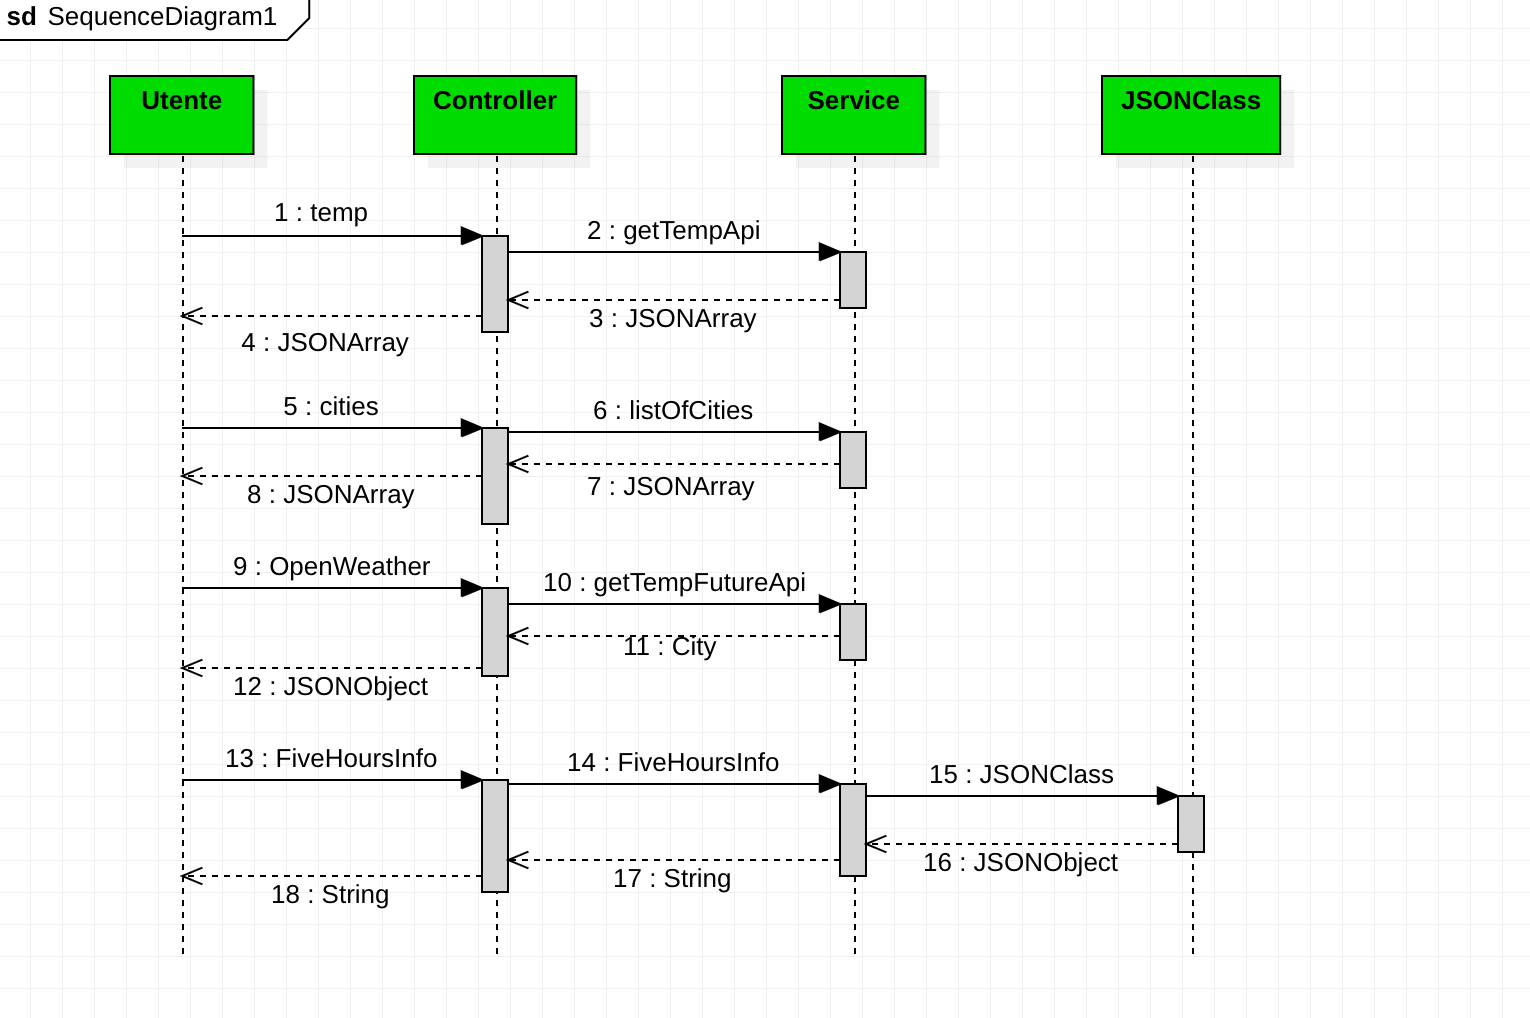 sd SequenceDiagram1
Utente
Controller
Service
JSONClass
1 : temp
2 : getTempApi
3 : JSONArray
4 : JSONArray
5 : cities
6 : listOfCities
7 : JSONArray
8 : JSONArray
9 : OpenWeather
10 : getTempFutureApi
11 : City
12 : JSONObject
13 : FiveHoursInfo
14 : FiveHoursInfo
15 : JSONClass
16 : JSONObject
17 : String
18 : String